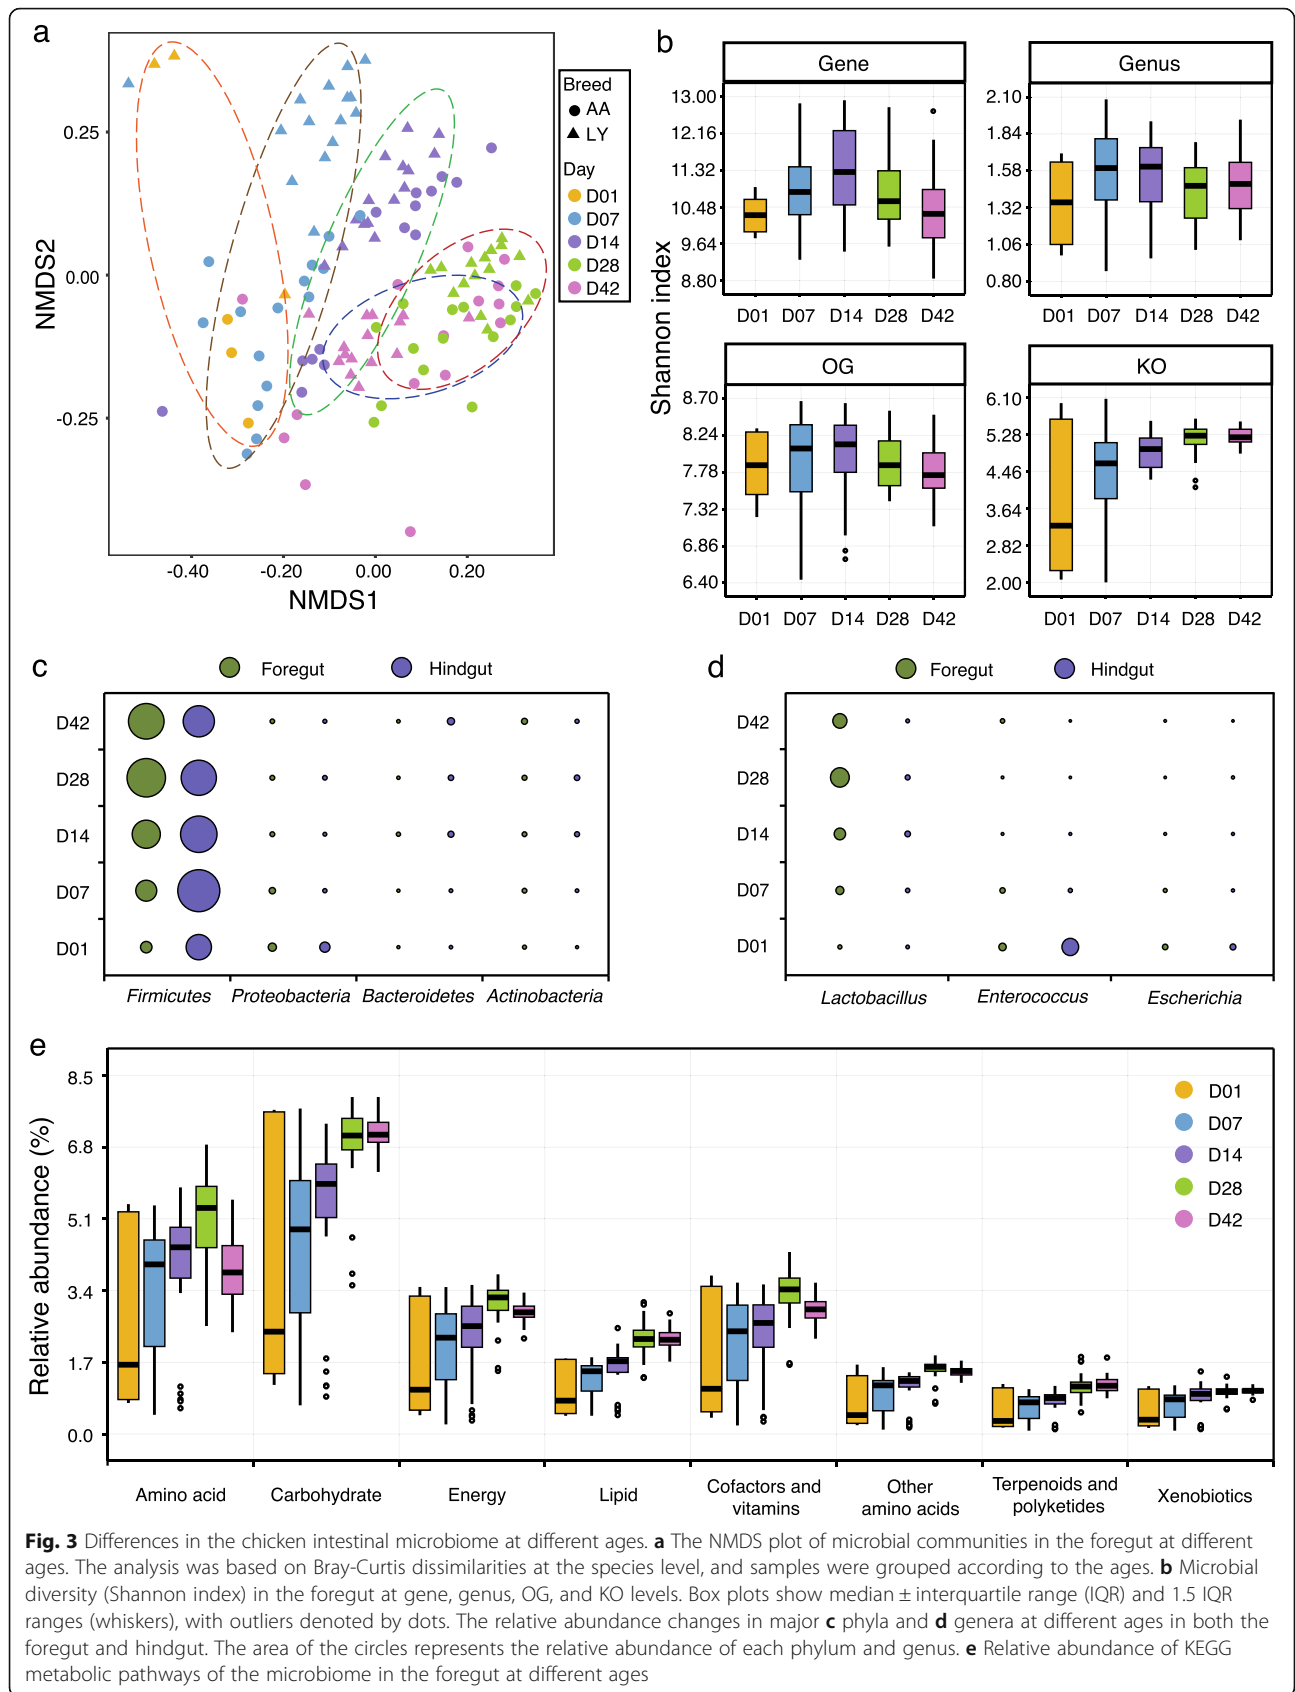 a
0.25
0.00
-0.25
NMDS2
-0.40
-0.20
0.00
0.20
NMDS1
Breed
AA
LY
Day
D01
D07
D14
D28
D42
b
Shannon index
Gene
13.00
12.16
11.32
10.48
9.64
8.80
D01 D07 D14 D28 D42
Genus
2.10
1.84
1.58
1.32
1.06
0.80
D01 D07 D14 D28 D42
OG
8.70
8.24
7.78
7.32
6.86
6.40
D01 D07 D14 D28 D42
KO
6.10
5.28
4.46
3.64
2.82
2.00
D01 D07 D14 D28 D42
c
Foregut Hindgut
D42
D28
D14
D07
D01
Firmicutes Proteobacteria Bacteroidetes Actinobacteria
d
Foregut Hindgut
D42
D28
D14
D07
D01
Lactobacillus Enterococcus Escherichia
e
Relative abundance (%)
8.5
6.8
5.1
3.4
1.7
0.0
D01
D07
D14
D28
D42
Amino acid
Carbohydrate
Energy
Lipid
Cofactors and
vitamins
Other
amino acids
Terpenoids and
polyketides
Xenobiotics
Fig. 3 Differences in the chicken intestinal microbiome at different ages. a The NMDS plot of microbial communities in the foregut at different
ages. The analysis was based on Bray-Curtis dissimilarities at the species level, and samples were grouped according to the ages. b Microbial
diversity (Shannon index) in the foregut at gene, genus, OG, and KO levels. Box plots show median ± interquartile range (IQR) and 1.5 IQR
ranges (whiskers), with outliers denoted by dots. The relative abundance changes in major c phyla and d genera at different ages in both the
foregut and hindgut. The area of the circles represents the relative abundance of each phylum and genus. e Relative abundance of KEGG
metabolic pathways of the microbiome in the foregut at different ages